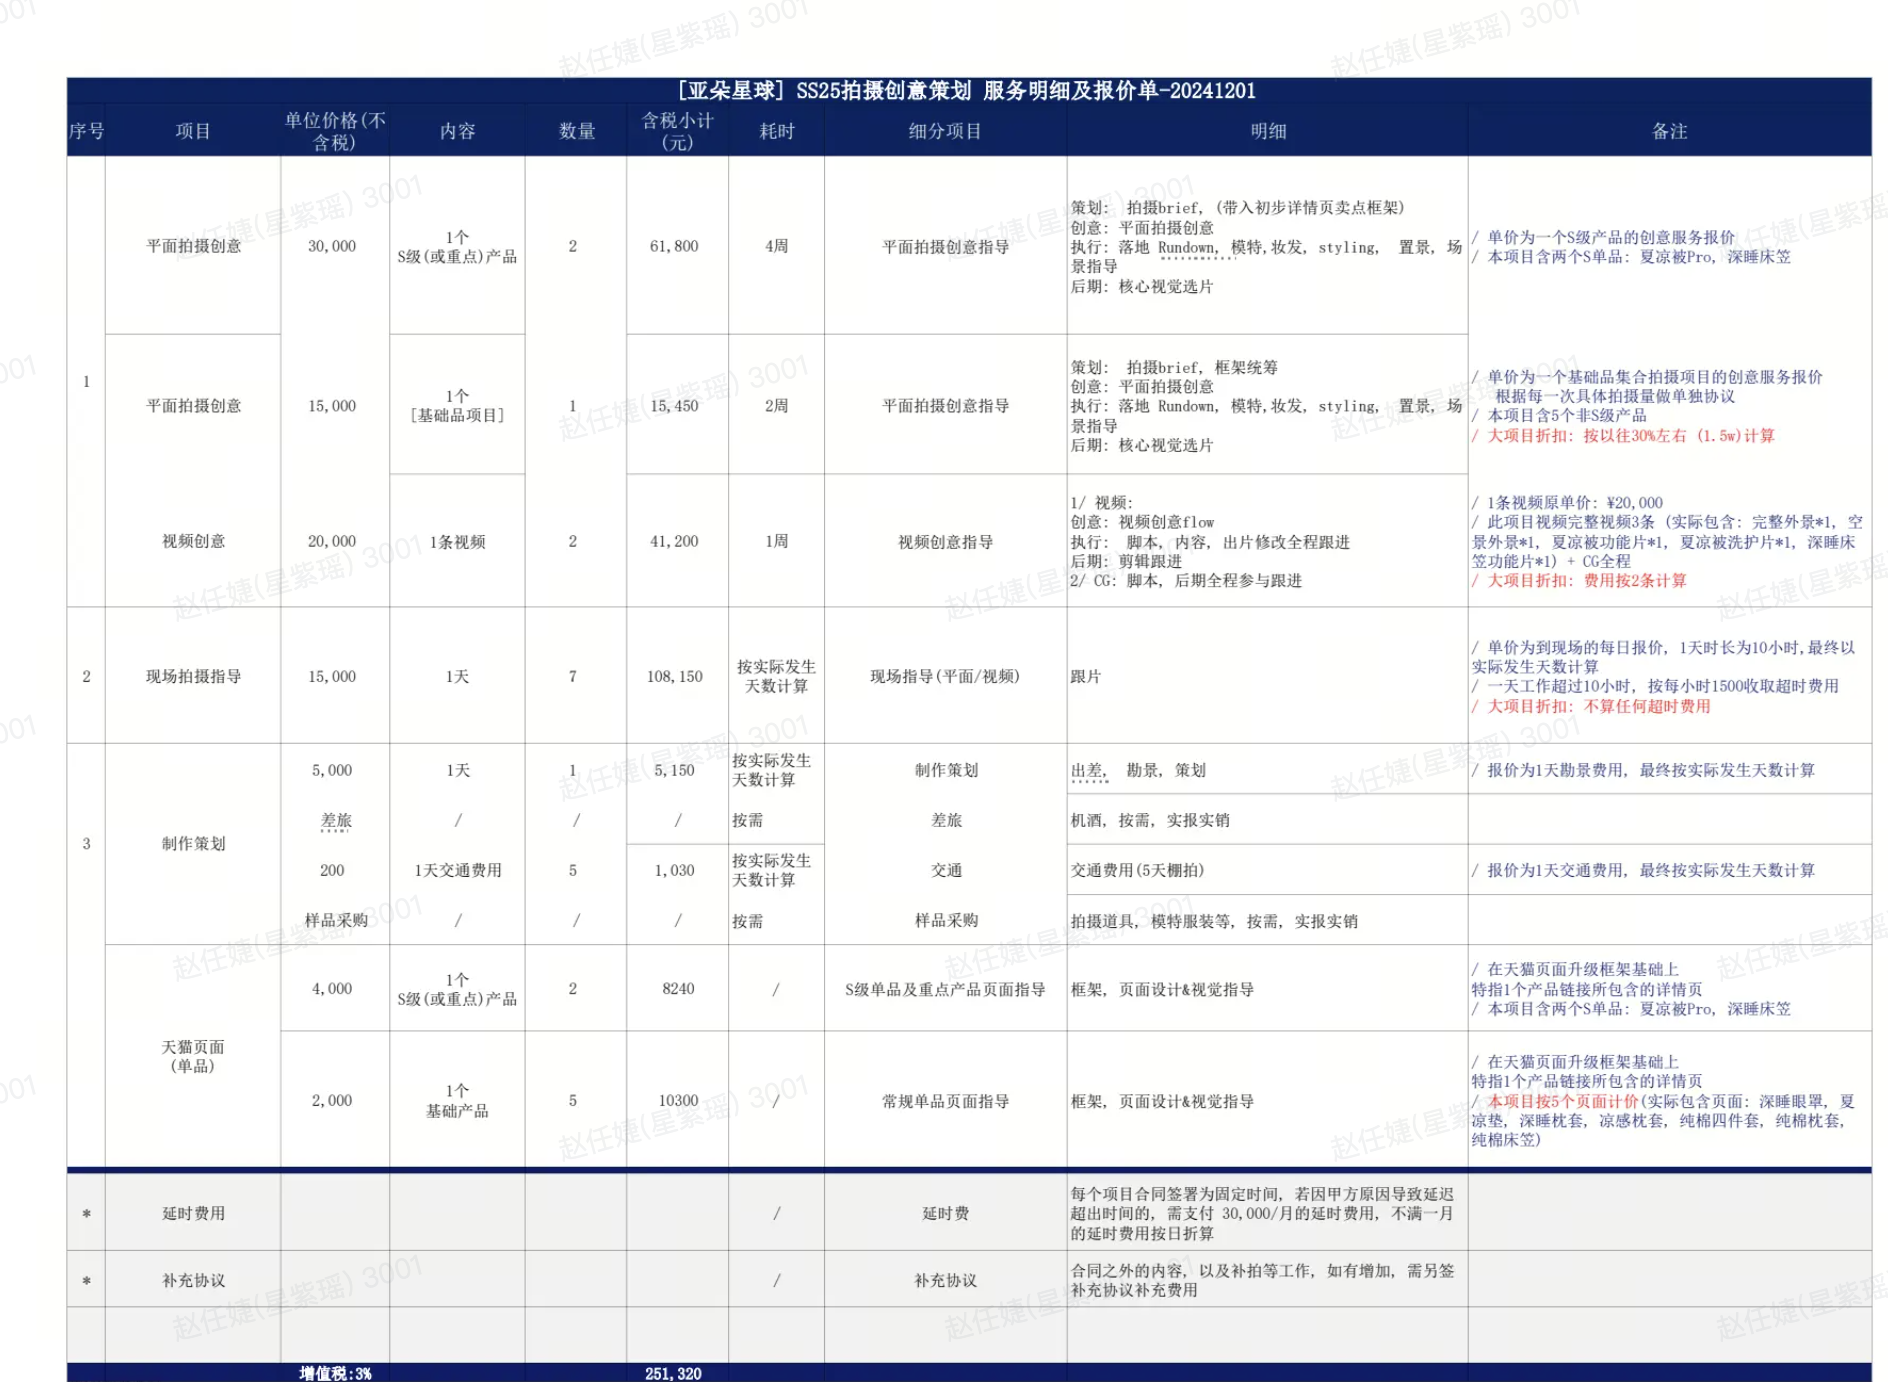 [亚朵星球] SS25拍摄创意策划 服务明细及报价单-20241201
序号
项目
单位价格(不
含税)
内容
数量
含税小计
(元)
耗时
细分项目
明细
备注
1
平面拍摄创意
30,000
1个
S级(或重点)产品
2
61,800
4周
平面拍摄创意指导
策划: 拍摄brief, (带入初步详情页卖点框架)
创意: 平面拍摄创意
执行: 落地 Rundown, 模特,妆发, styling, 置景, 场
景指导
后期: 核心视觉选片
/ 单价为一个S级产品的创意服务报价
/ 本项目含两个S单品: 夏凉被Pro, 深睡床笠
平面拍摄创意
15,000
1个
[基础品项目]
1
15,450
2周
平面拍摄创意指导
策划: 拍摄brief, 框架统筹
创意: 平面拍摄创意
执行: 落地 Rundown, 模特,妆发, styling, 置景, 场
景指导
后期: 核心视觉选片
/ 单价为一个基础品集合拍摄项目的创意服务报价
根据每一次具体拍摄量做单独协议
/ 本项目含5个非S级产品
/ 大项目折扣: 按以往30%左右 (1.5w)计算
视频创意
20,000
1条视频
2
41,200
1周
视频创意指导
1/ 视频:
创意: 视频创意flow
执行: 脚本, 内容, 出片修改全程跟进
后期: 剪辑跟进
2/ CG: 脚本, 后期全程参与跟进
/ 1条视频原单价: ¥20,000
/ 此项目视频完整视频3条 (实际包含: 完整外景*1, 空
景外景*1, 夏凉被功能片*1, 夏凉被洗护片*1, 深睡床
笠功能片*1) + CG全程
/ 大项目折扣: 费用按2条计算
2
现场拍摄指导
15,000
1天
7
108,150
按实际发生
天数计算
现场指导(平面/视频)
跟片
/ 单价为到现场的每日报价, 1天时长为10小时,最终以
实际发生天数计算
/ 一天工作超过10小时, 按每小时1500收取超时费用
/ 大项目折扣: 不算任何超时费用
3
制作策划
5,000
1天
1
5,150
按实际发生
天数计算
制作策划
出差, 勘景, 策划
/ 报价为1天勘景费用, 最终按实际发生天数计算
差旅
/
/
/
按需
差旅
机酒, 按需, 实报实销
200
1天交通费用
5
1,030
按实际发生
天数计算
交通
交通费用(5天棚拍)
/ 报价为1天交通费用, 最终按实际发生天数计算
样品采购
/
/
/
按需
样品采购
拍摄道具, 模特服装等, 按需, 实报实销
天猫页面
(单品)
4,000
1个
S级(或重点)产品
2
8240
/
S级单品及重点产品页面指导
框架, 页面设计&视觉指导
/ 在天猫页面升级框架基础上
特指1个产品链接所包含的详情页
/ 本项目含两个S单品: 夏凉被Pro, 深睡床笠
2,000
1个
基础产品
5
10300
/
常规单品页面指导
框架, 页面设计&视觉指导
/ 在天猫页面升级框架基础上
特指1个产品链接所包含的详情页
/ 本项目按5个页面计价(实际包含页面: 深睡眼罩, 夏
凉垫, 深睡枕套, 凉感枕套, 纯棉四件套, 纯棉枕套,
纯棉床笠)
*
延时费用
/
延时费
每个项目合同签署为固定时间, 若因甲方原因导致延迟
超出时间的, 需支付 30,000/月的延时费用, 不满一月
的延时费用按日折算
*
补充协议
/
补充协议
合同之外的内容, 以及补拍等工作, 如有增加, 需另签
补充协议补充费用
增值税:3%
251,320
赵任婕(星紫瑶) 3001